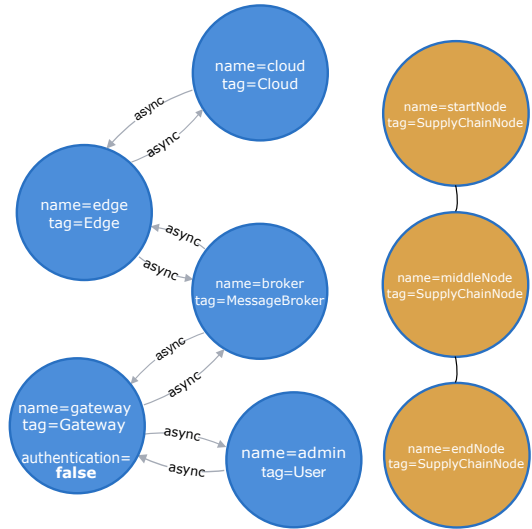 name=cloud
tag=Cloud
async
async
name=edge
tag=Edge
async
async
name=broker
tag=MessageBroker
async
async
name=gateway
tag=Gateway
authentication=
false
async
async
name=admin
tag=User
name=startNode
tag=SupplyChainNode
name=middleNode
tag=SupplyChainNode
name=endNode
tag=SupplyChainNode